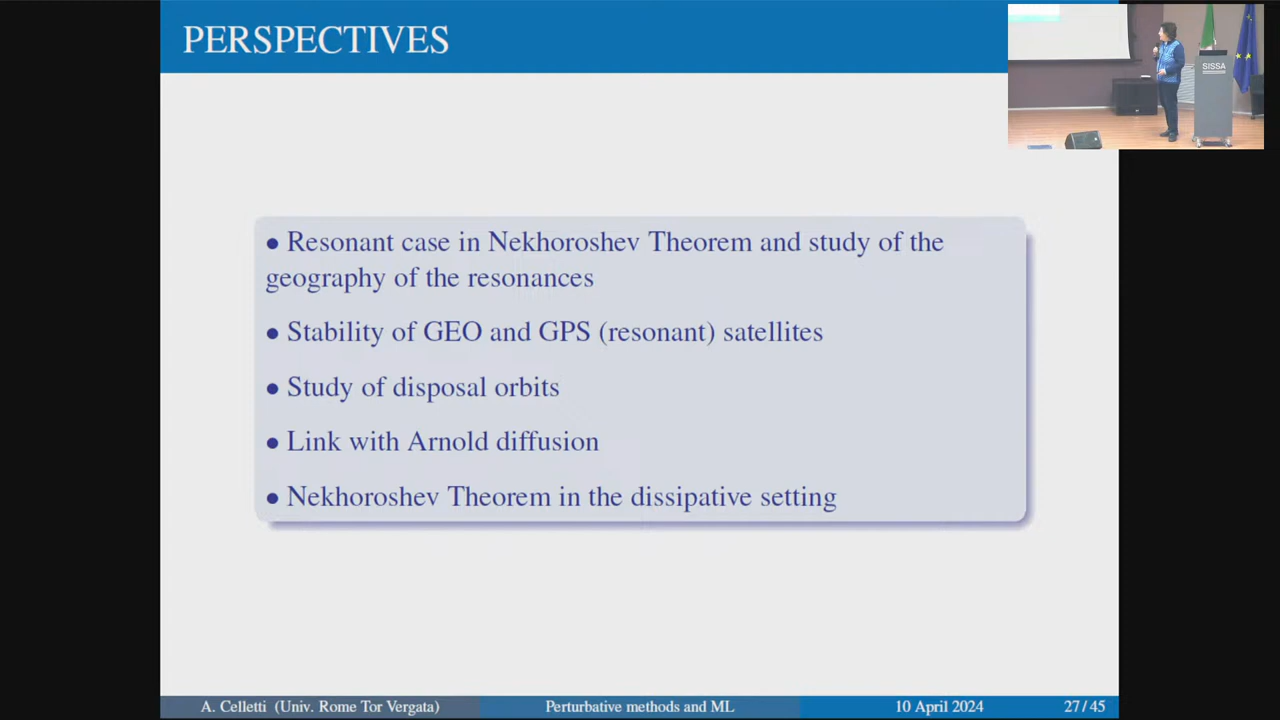 PERSPECTIVES
SISSA
• Resonant case in Nekhoroshev Theorem and study of the
geography of the resonances
• Stability of GEO and GPS (resonant) satellites
• Study of disposal orbits
• Link with Arnold diffusion
• Nekhoroshev Theorem in the dissipative setting
A. Celletti (Univ. Rome Tor Vergata) Perturbative methods and ML 10 April 2024 27 / 45